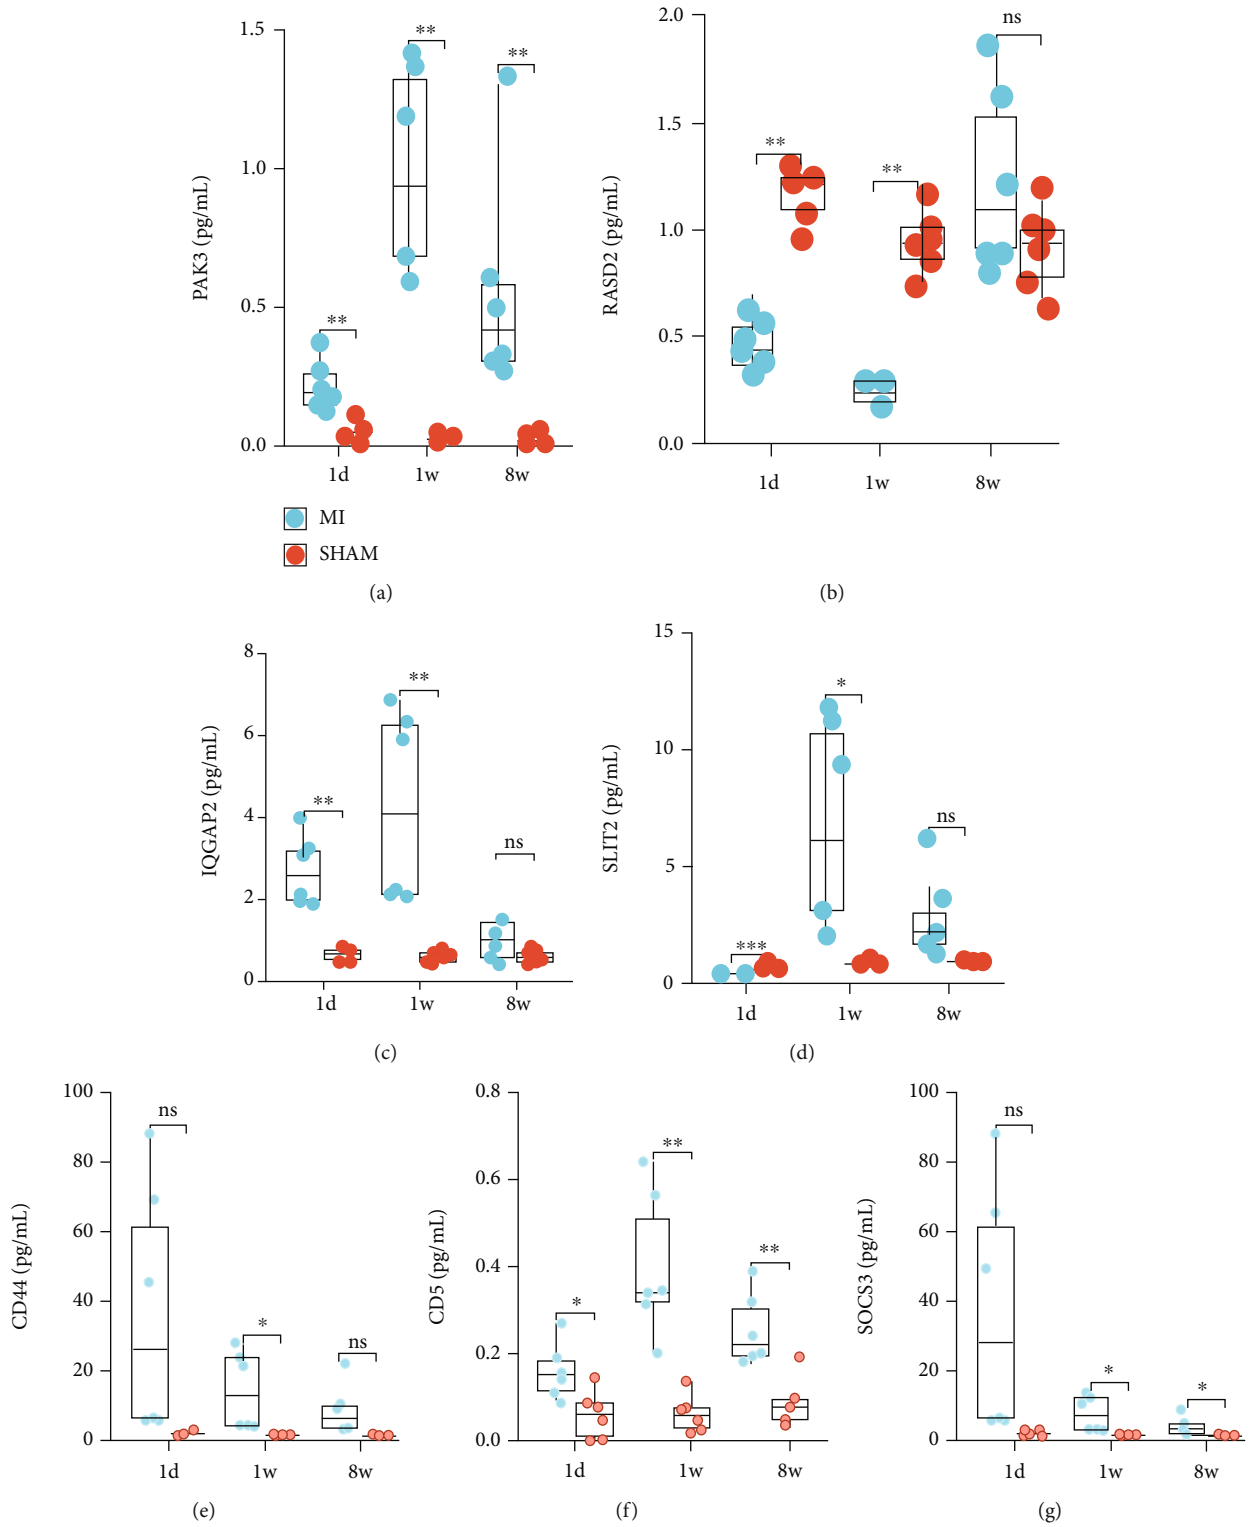 1.5
1.0
0.5
0.0
PAK3 (pg/mL)
**
**
**
1d
1w
8w
MI
SHAM
(a)
2.0
1.5
1.0
0.5
0.0
RASD2 (pg/mL)
**
**
ns
1d
1w
8w
(b)
8
6
4
2
0
IQGAP2 (pg/mL)
**
**
ns
1d
1w
8w
(c)
15
10
5
0
SLIT2 (pg/mL)
***
*
ns
1d
1w
8w
(d)
100
80
60
40
20
0
CD44 (pg/mL)
ns
*
ns
1d
1w
8w
(e)
0.8
0.6
0.4
0.2
0.0
CD5 (pg/mL)
*
**
**
1d
1w
8w
(f)
100
80
60
40
20
0
SOCS3 (pg/mL)
ns
*
*
1d
1w
8w
(g)